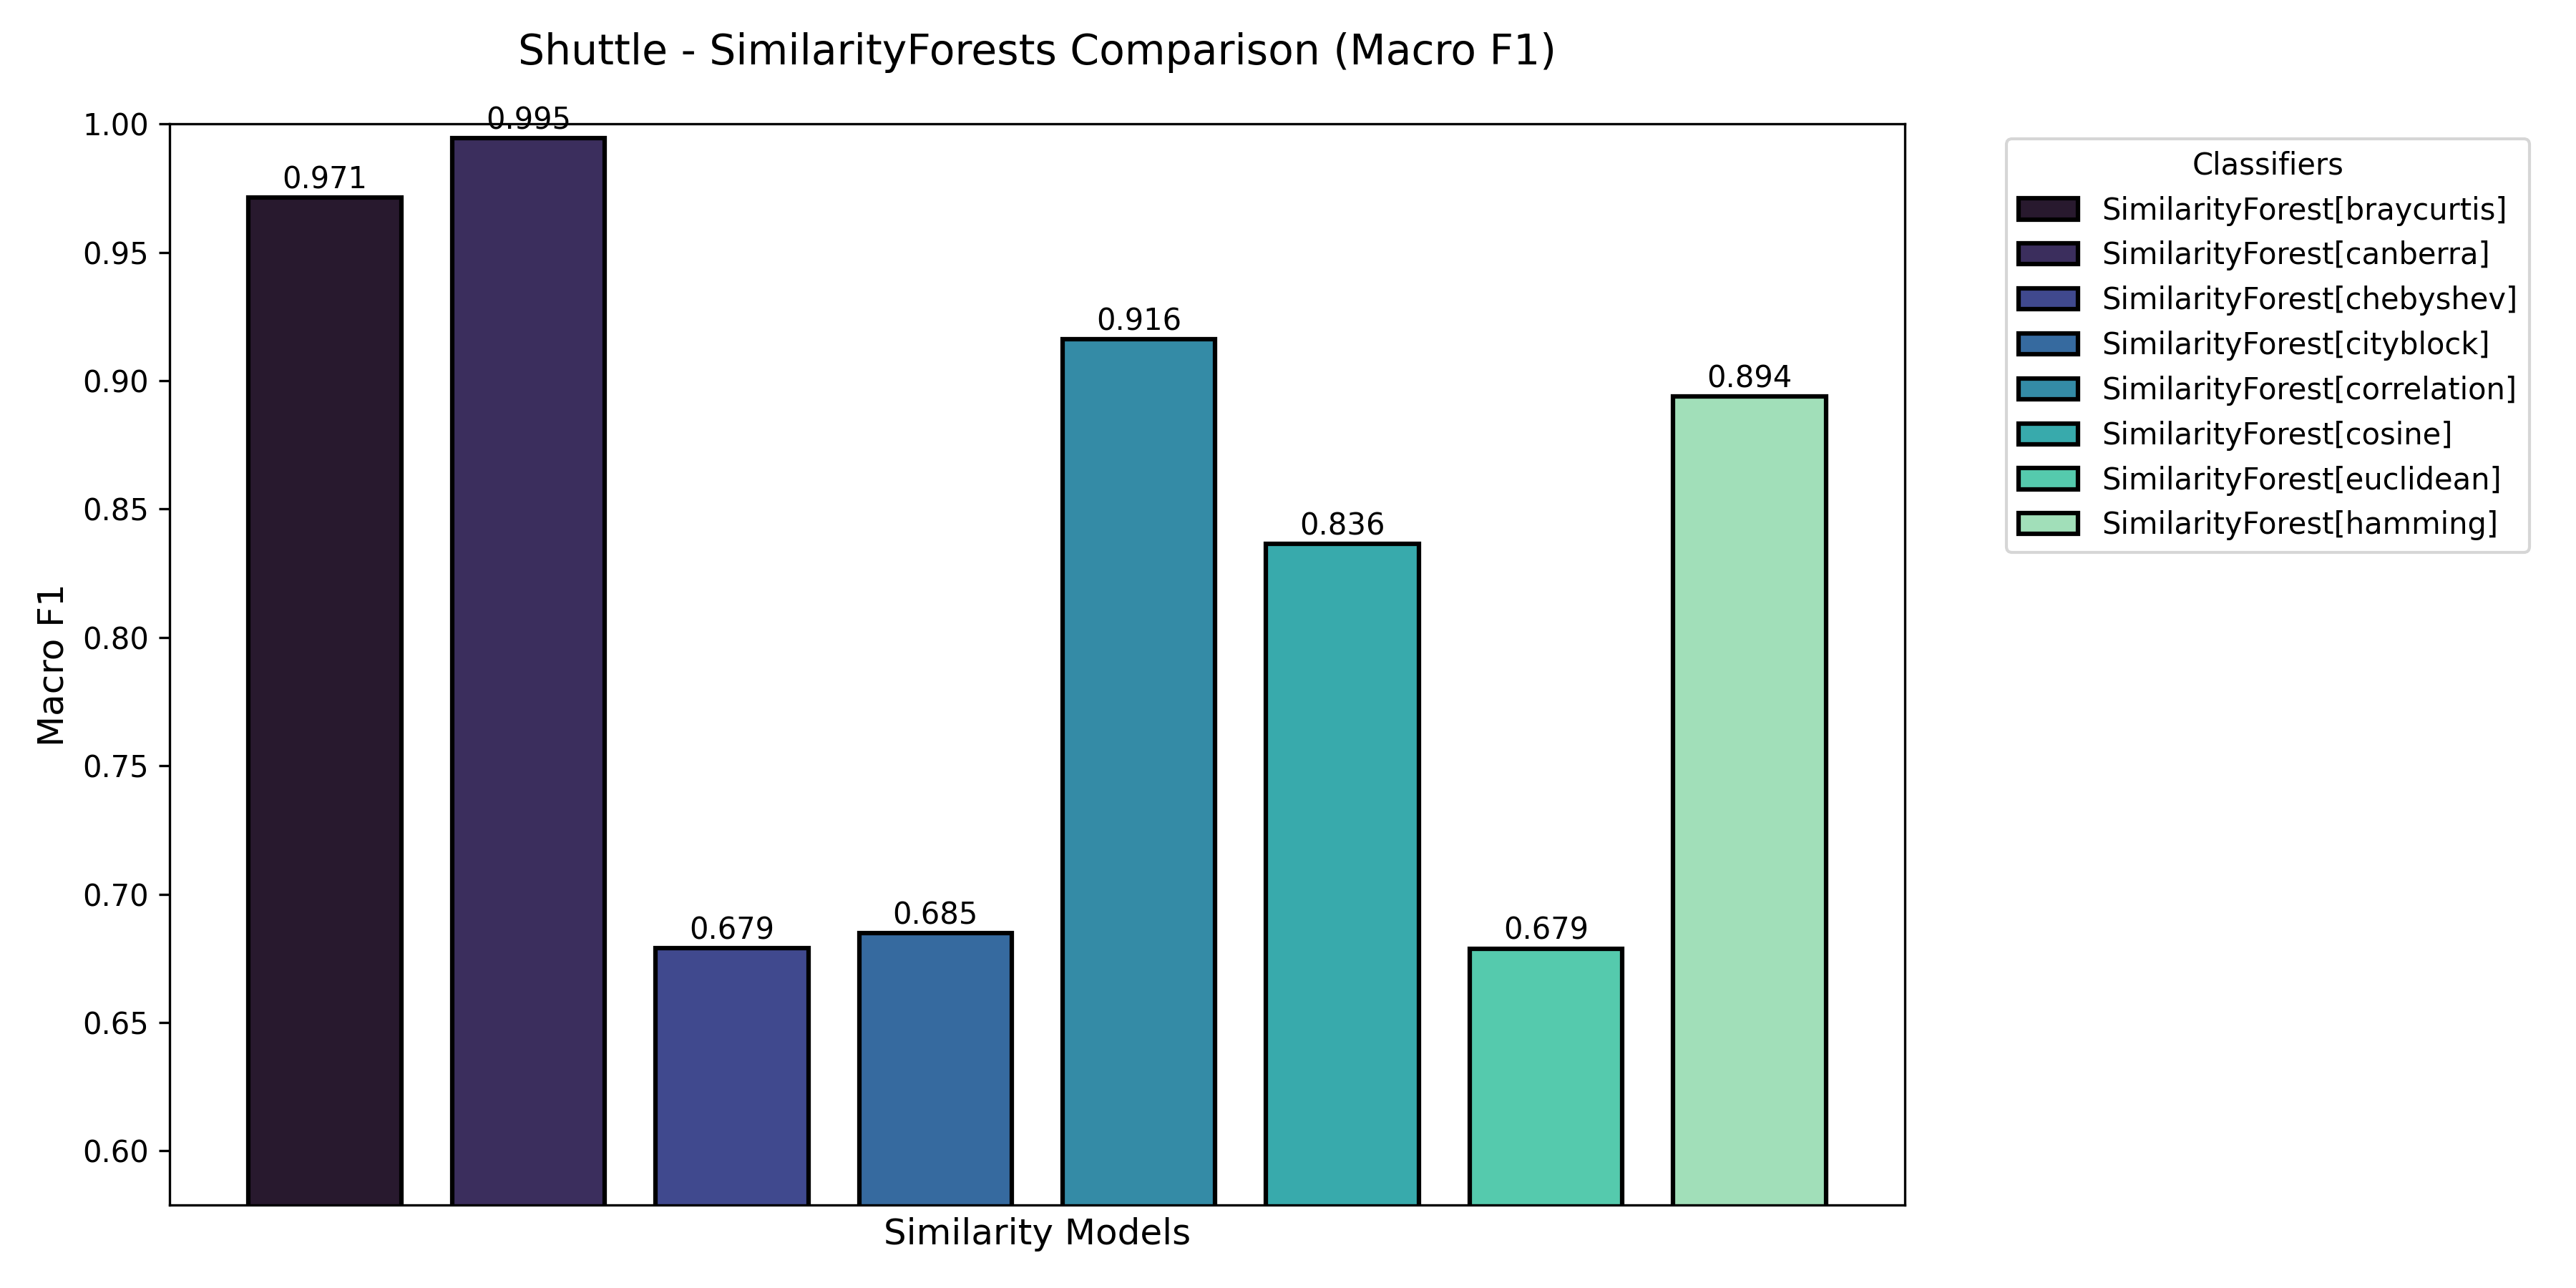 Shuttle - SimilarityForests Comparison (Macro F1)
Macro F1
1.00
0.95
0.90
0.85
0.80
0.75
0.70
0.65
0.60
0.971
0.995
0.679
0.685
0.916
0.836
0.679
0.894
Similarity Models
Classifiers
SimilarityForest[braycurtis]
SimilarityForest[canberra]
SimilarityForest[chebyshev]
SimilarityForest[cityblock]
SimilarityForest[correlation]
SimilarityForest[cosine]
SimilarityForest[euclidean]
SimilarityForest[hamming]